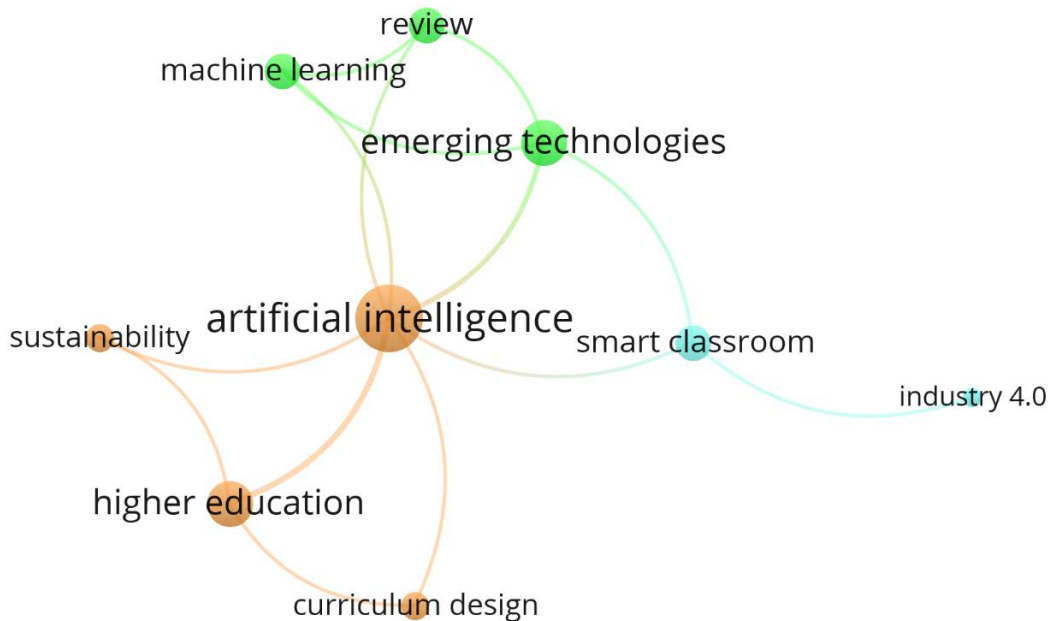 review
machine learning
emerging technologies
artificial intelligence
sustainability
smart classroom
industry 4.0
higher education
curriculum design